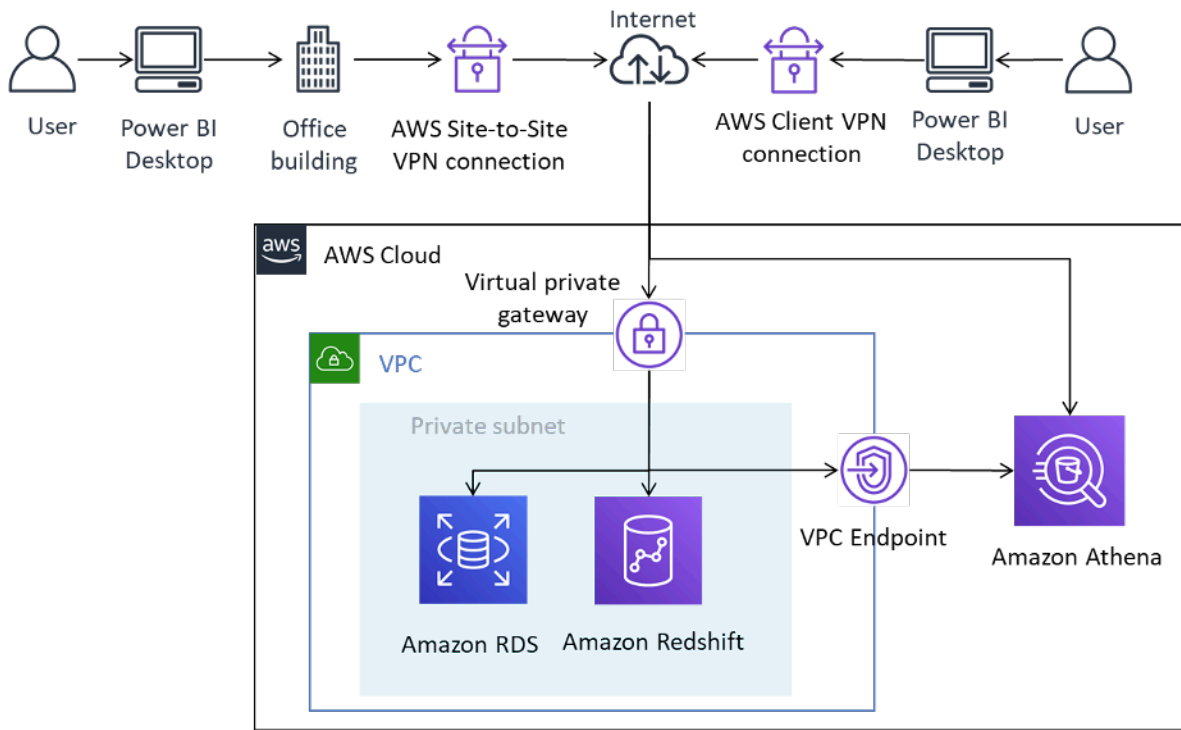 Internet
User
Power BI
Desktop
Office
building
AWS Site-to-Site
VPN connection
AWS Client VPN
connection
Power BI
Desktop
User
aws
AWS Cloud
Virtual private
gateway
VPC
Private subnet
VPC Endpoint
Amazon Athena
Amazon RDS
Amazon Redshift